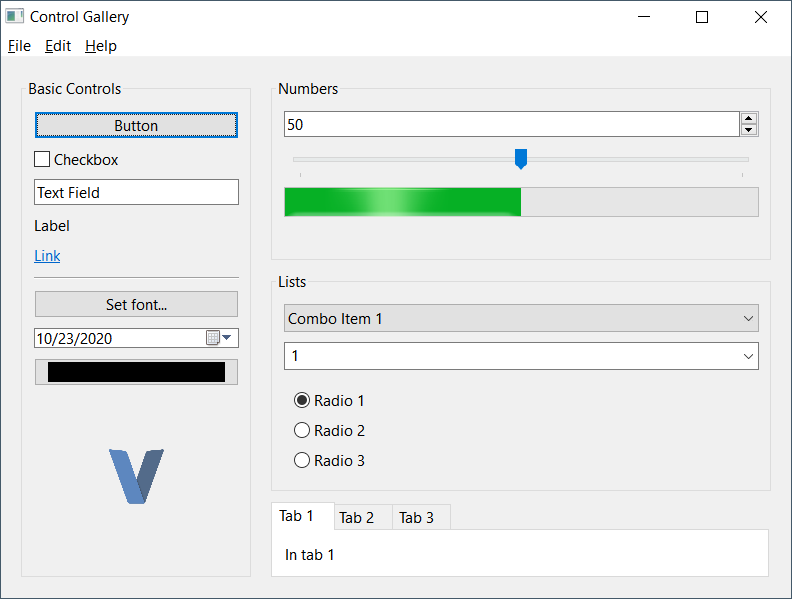 Control Gallery
File Edit Help
Basic Controls
Button
Checkbox
Text Field
Label
Link
Set font...
10/23/2020
Numbers
50
Lists
Combo Item 1
1
Radio 1
Radio 2
Radio 3
Tab 1 Tab 2 Tab 3
In tab 1